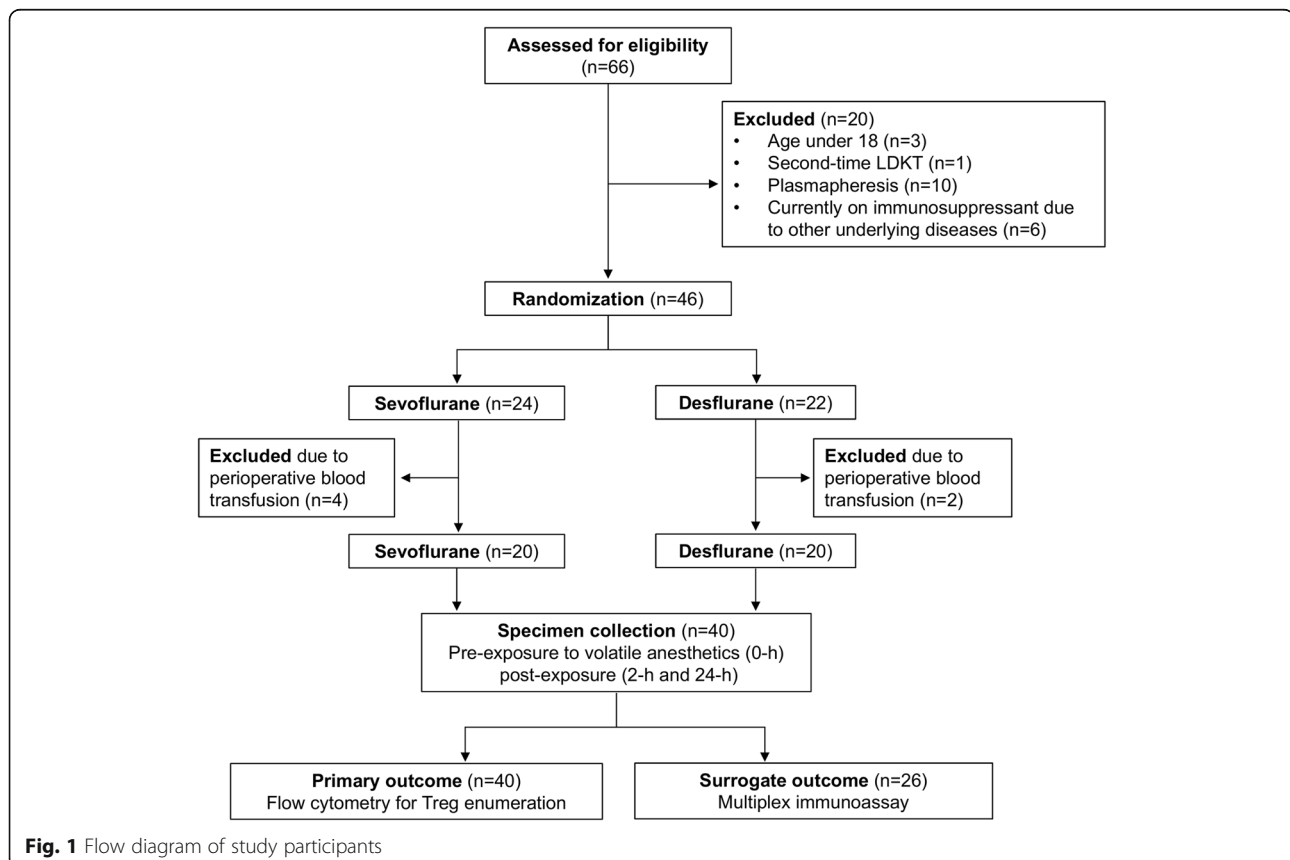 Assessed for eligibility
(n=66)
Excluded (n=20)
• Age under 18 (n=3)
• Second-time LDKT (n=1)
• Plasmapheresis (n=10)
• Currently on immunosuppressant due
to other underlying diseases (n=6)
Randomization (n=46)
Sevoflurane (n=24)
Desflurane (n=22)
Excluded due to
perioperative blood
transfusion (n=4)
Excluded due to
perioperative blood
transfusion (n=2)
Sevoflurane (n=20)
Desflurane (n=20)
Specimen collection (n=40)
Pre-exposure to volatile anesthetics (0-h)
post-exposure (2-h and 24-h)
Primary outcome (n=40)
Flow cytometry for Treg enumeration
Surrogate outcome (n=26)
Multiplex immunoassay
Fig. 1 Flow diagram of study participants